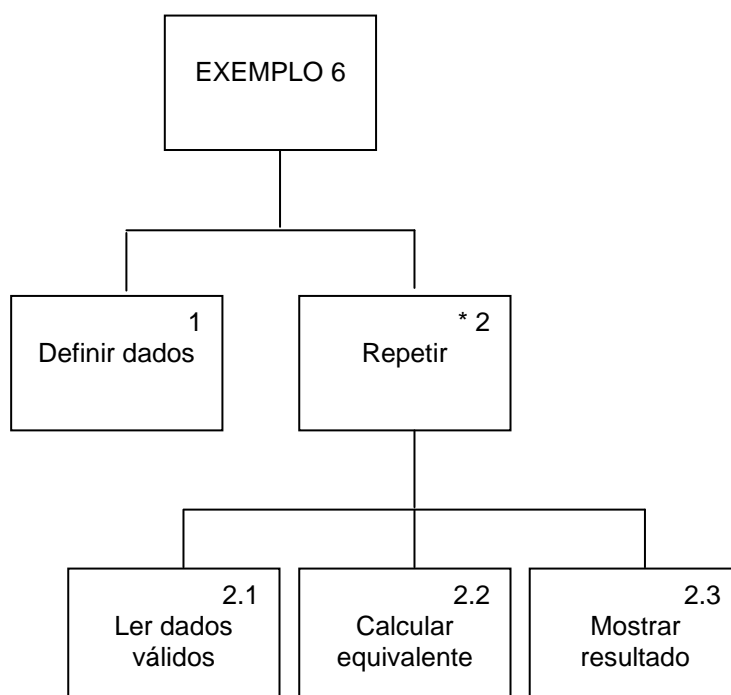 EXEMPLO 6
1
Definir dados
* 2
Repetir
2.1
Ler dados
válidos
2.2
Calcular
equivalente
2.3
Mostrar
resultado